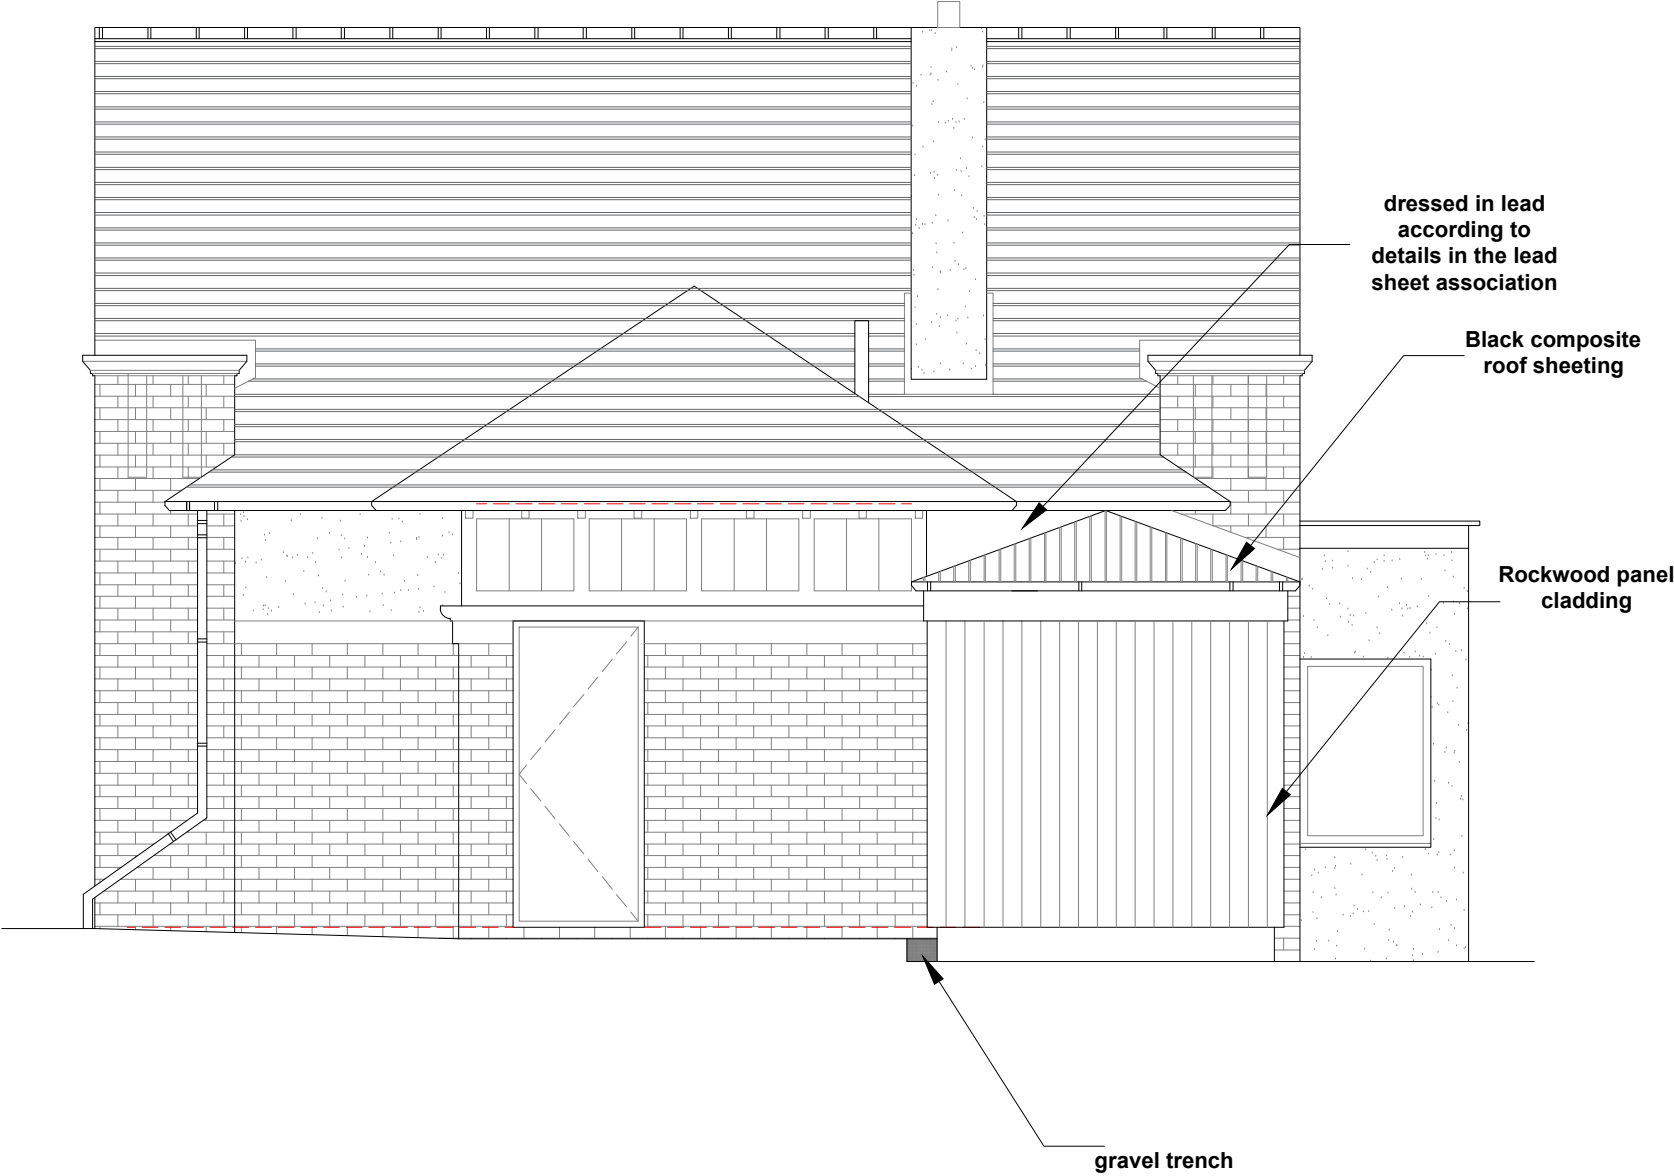 dressed in lead
according to
details in the lead
sheet association
Black composite
roof sheeting
Rockwood panel
cladding
gravel trench